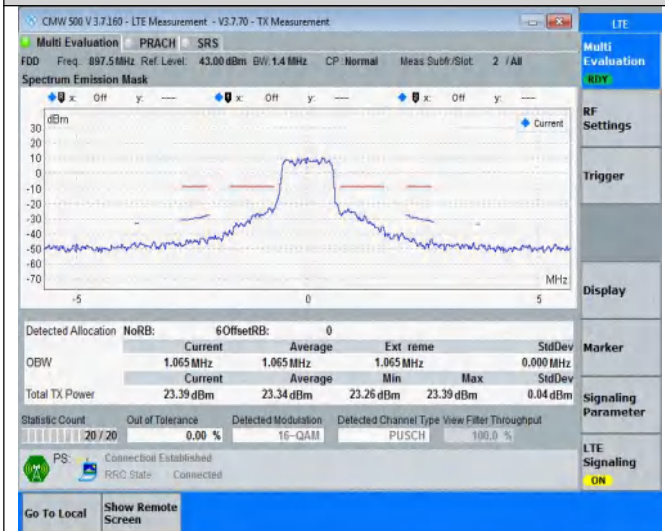 CMW 500 V 3.7.160 - LTE Measurement - V3.7.70 - TX Measurement
LTE
Multi Evaluation PRACH SRS
Multi
Evaluation
RDY
FDD Freq: 897.5 MHz Ref. Level: 43.00 dBm BW: 1.4 MHz CP: Normal Meas Subfr./Slot: 2 / All
Spectrum Emission Mask
x: Off y: --- x: Off y: --- x: Off y: ---
dBm
Current
30
20
10
0
-10
-20
-30
-40
-50
-60
-70
MHz
-5 0 5
RF
Settings
Trigger
Display
Marker
Signaling
Parameter
LTE
Signaling
ON
Detected Allocation NoRB: 6 OffsetRB: 0
Current Average Extreme StdDev
OBW 1.065 MHz 1.065 MHz 1.065 MHz 0.000 MHz
Current Average Min Max StdDev
Total TX Power 23.39 dBm 23.34 dBm 23.26 dBm 23.39 dBm 0.04 dBm
Statistic Count Out of Tolerance Detected Modulation Detected Channel Type View Filter Throughput
20 / 20 0.00 % 16-QAM PUSCH 100.0 %
PS: Connection Established
RRC State Connected
Go To Local
Show Remote
Screen